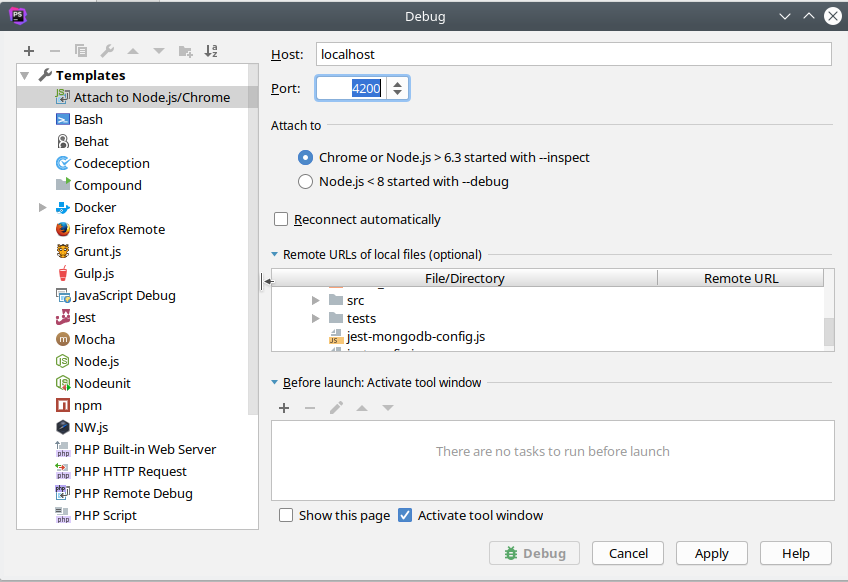 PS
Debug
Host:
localhost
Port:
4200
Templates
Attach to Node.js/Chrome
Bash
Behat
Codeception
Compound
Docker
Firefox Remote
Grunt.js
Gulp.js
JavaScript Debug
Jest
Mocha
Node.js
Nodeunit
npm
NW.js
PHP Built-in Web Server
PHP HTTP Request
PHP Remote Debug
PHP Script
Attach to
Chrome or Node.js > 6.3 started with --inspect
Node.js < 8 started with --debug
Reconnect automatically
Remote URLs of local files (optional)
File/Directory Remote URL
src
tests
jest-mongodb-config.js
Before launch: Activate tool window
There are no tasks to run before launch
Show this page Activate tool window
Debug Cancel Apply Help